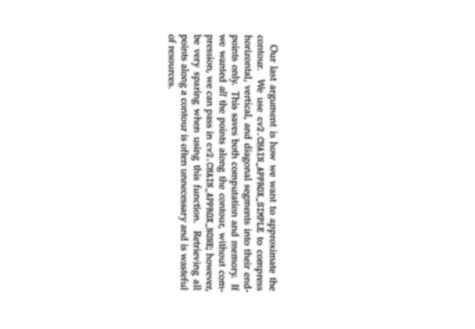 Our last argument is how we want to approximate the
contour. We use cv2.CHAIN_APPROX_SIMPLE to compress
horizontal, vertical, and diagonal segments into their end-
points only. This saves both computation and memory. If
we wanted all the points along the contour, without com-
pression, we can pass in cv2.CHAIN_APPROX_NONE; however,
be very sparing when using this function. Retrieving all
points along a contour is often unnecessary and is wasteful
of resources.